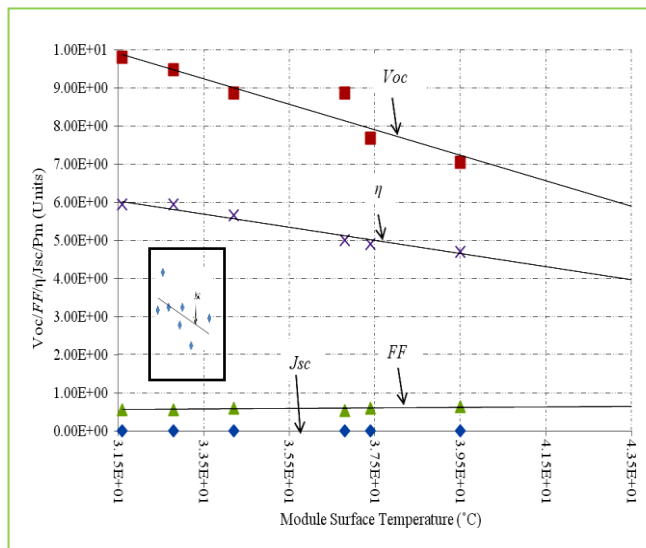 1.00E+01
9.00E+00
8.00E+00
7.00E+00
6.00E+00
5.00E+00
4.00E+00
3.00E+00
2.00E+00
1.00E+00
0.00E+00
Voc/FF/η/Jsc/Pm (Units)
Voc
η
Jsc
FF
3.15E+01
3.35E+01
3.55E+01
3.75E+01
3.95E+01
4.15E+01
4.35E+01
Module Surface Temperature (˚C)